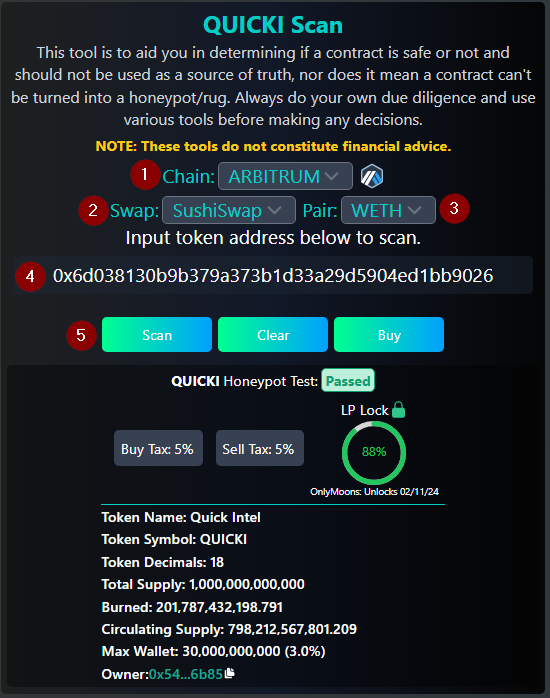 QUICKI Scan
This tool is to aid you in determining if a contract is safe or not and
should not be used as a source of truth, nor does it mean a contract can't
be turned into a honeypot/rug. Always do your own due diligence and use
various tools before making any decisions.
NOTE: These tools do not constitute financial advice.
1 Chain: ARBITRUM
2 Swap: SushiSwap Pair: WETH 3
Input token address below to scan.
4 0x6d038130b9b379a373b1d33a29d5904ed1bb9026
5 Scan Clear Buy
QUICKI Honeypot Test: Passed
LP Lock
Buy Tax: 5% Sell Tax: 5% 88%
OnlyMoons: Unlocks 02/11/24
Token Name: Quick Intel
Token Symbol: QUICKI
Token Decimals: 18
Total Supply: 1,000,000,000,000
Burned: 201,787,432,198.791
Circulating Supply: 798,212,567,801.209
Max Wallet: 30,000,000,000 (3.0%)
Owner:0x54...6b85